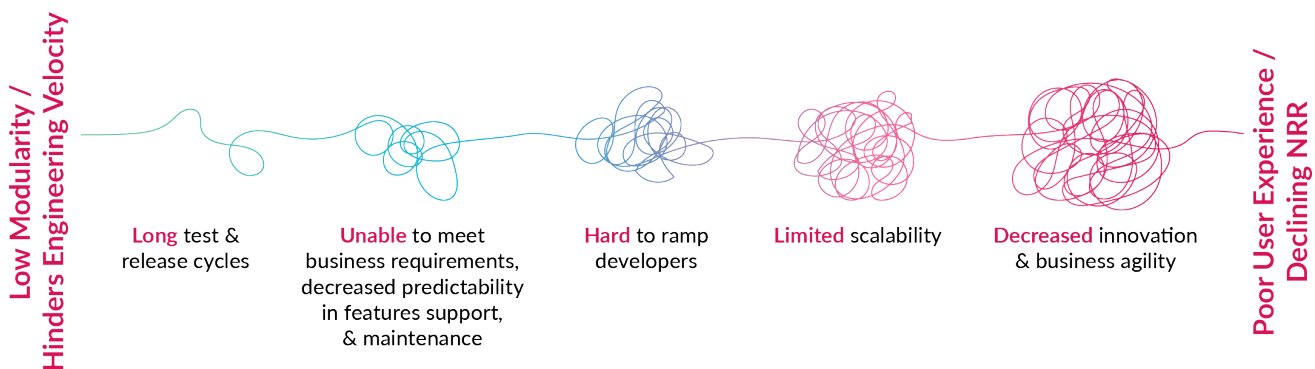 Low Modularity /
Hinders Engineering Velocity
Long test &
release cycles
Unable to meet
business requirements,
decreased predictability
in features support,
& maintenance
Hard to ramp
developers
Limited scalability
Decreased innovation
& business agility
Poor User Experience /
Declining NRR